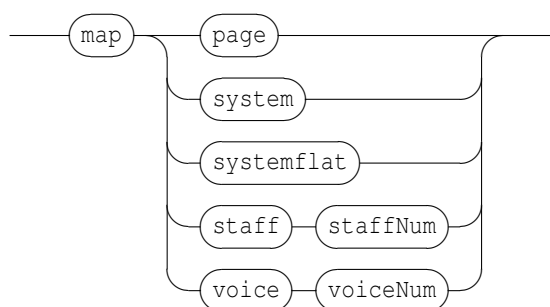 map page
system
systemflat
staff staffNum
voice voiceNum